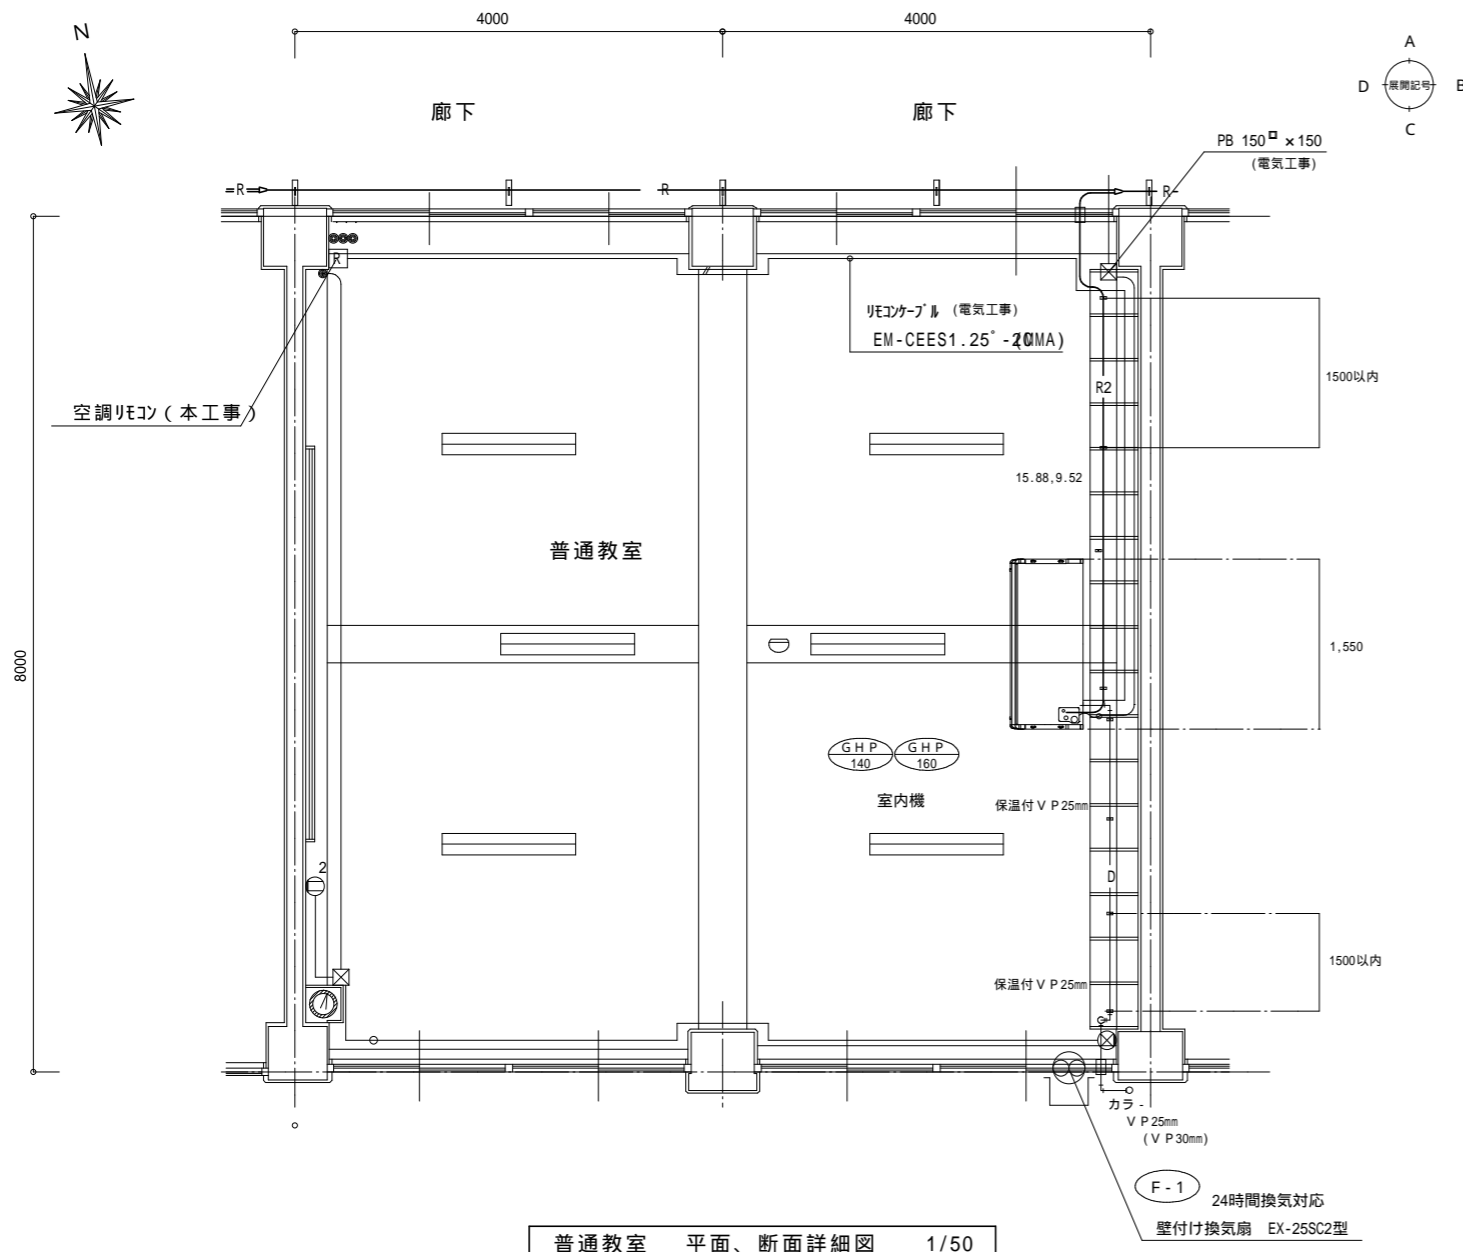 4000
4000
N
A
D
展開記号
B
C
廊下
廊下
PB 150□×150
(電気工事)
R
R
R
R
リモコンケーブル (電気工事)
空調リモコン(本工事)
R2
1500以内
15.88,9.52
普通教室
8000
1,550
GHP
140
GHP
160
室内機
保温付VP25mm
2
D
1500以内
保温付VP25mm
カラ-
VP25mm
(VP30mm)
F-1
24時間換気対応
壁付け換気扇 EX-25SC2型
普通教室 平面、断面詳細図 1/50